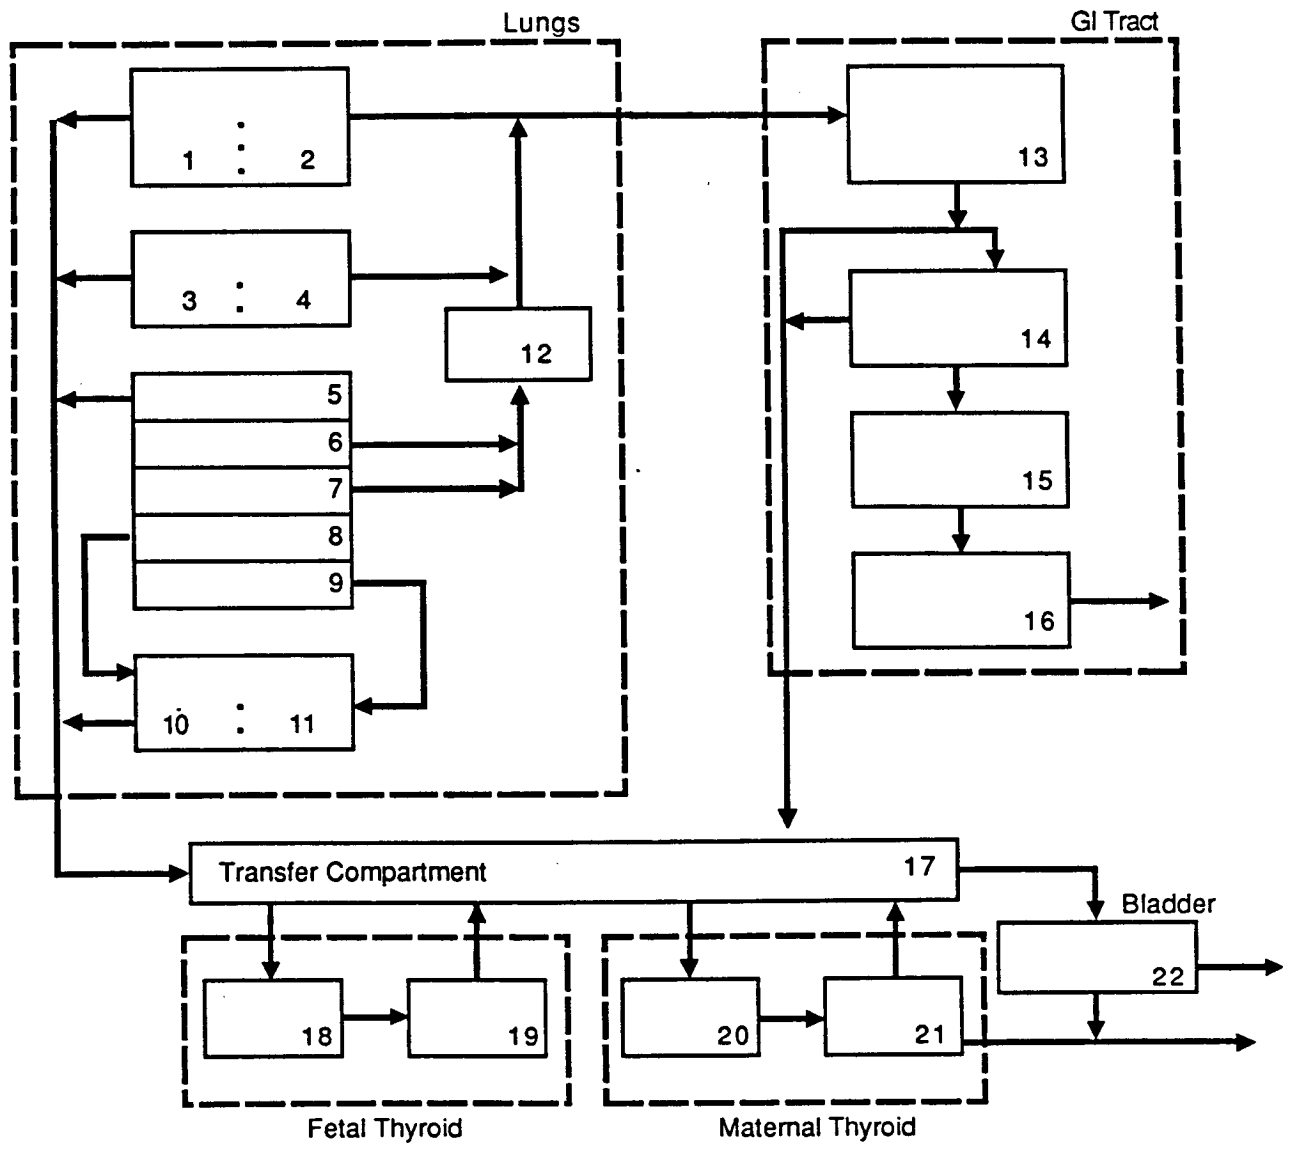 Lungs
GI Tract
1 : 2
13
3 : 4
14
12
5
6
7
8
9
15
16
10 : 11
Transfer Compartment 17
Bladder
22
18
19
20
21
Fetal Thyroid
Maternal Thyroid